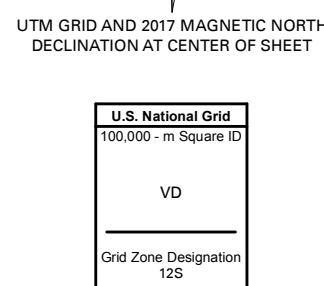 UTM GRID AND 2017 MAGNETIC NORTH
DECLINATION AT CENTER OF SHEET
U.S. National Grid
100,000 - m Square ID
VD
Grid Zone Designation
12S